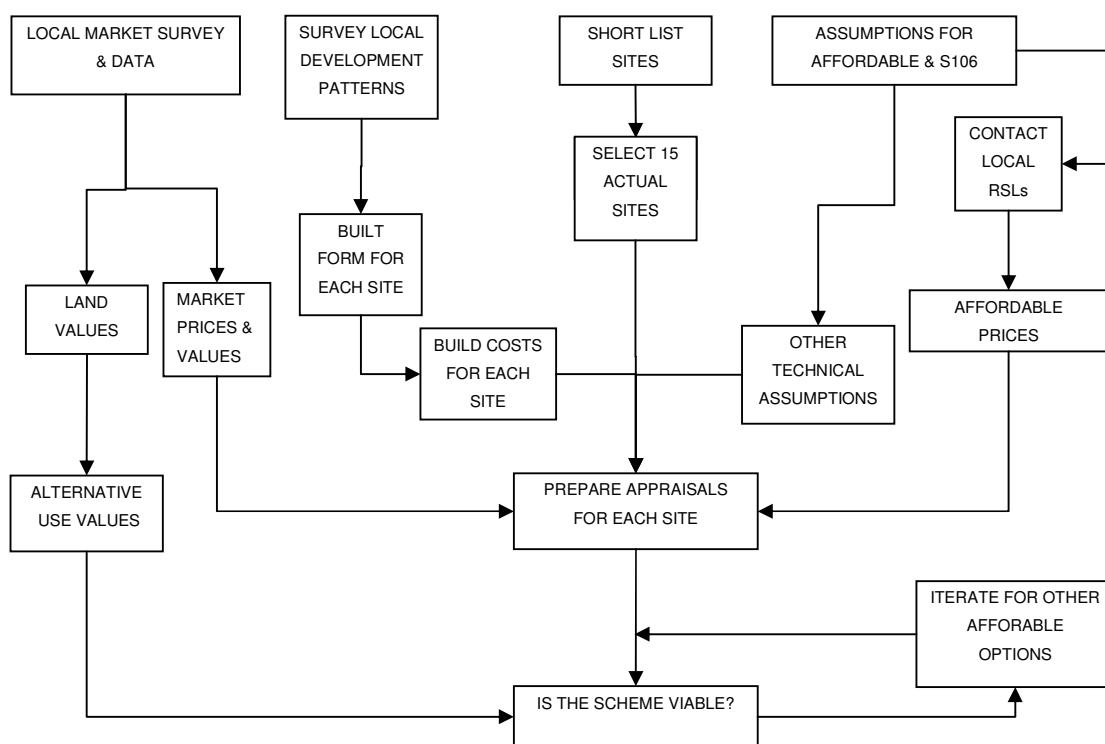 LOCAL MARKET SURVEY
& DATA
SURVEY LOCAL
DEVELOPMENT
PATTERNS
SHORT LIST
SITES
ASSUMPTIONS FOR
AFFORDABLE & S106
CONTACT
LOCAL
RSLs
SELECT 15
ACTUAL
SITES
BUILT
FORM FOR
EACH SITE
LAND
VALUES
MARKET
PRICES &
VALUES
AFFORDABLE
PRICES
BUILD COSTS
FOR EACH
SITE
OTHER
TECHNICAL
ASSUMPTIONS
ALTERNATIVE
USE VALUES
PREPARE APPRAISALS
FOR EACH SITE
ITERATE FOR OTHER
AFFORABLE
OPTIONS
IS THE SCHEME VIABLE?